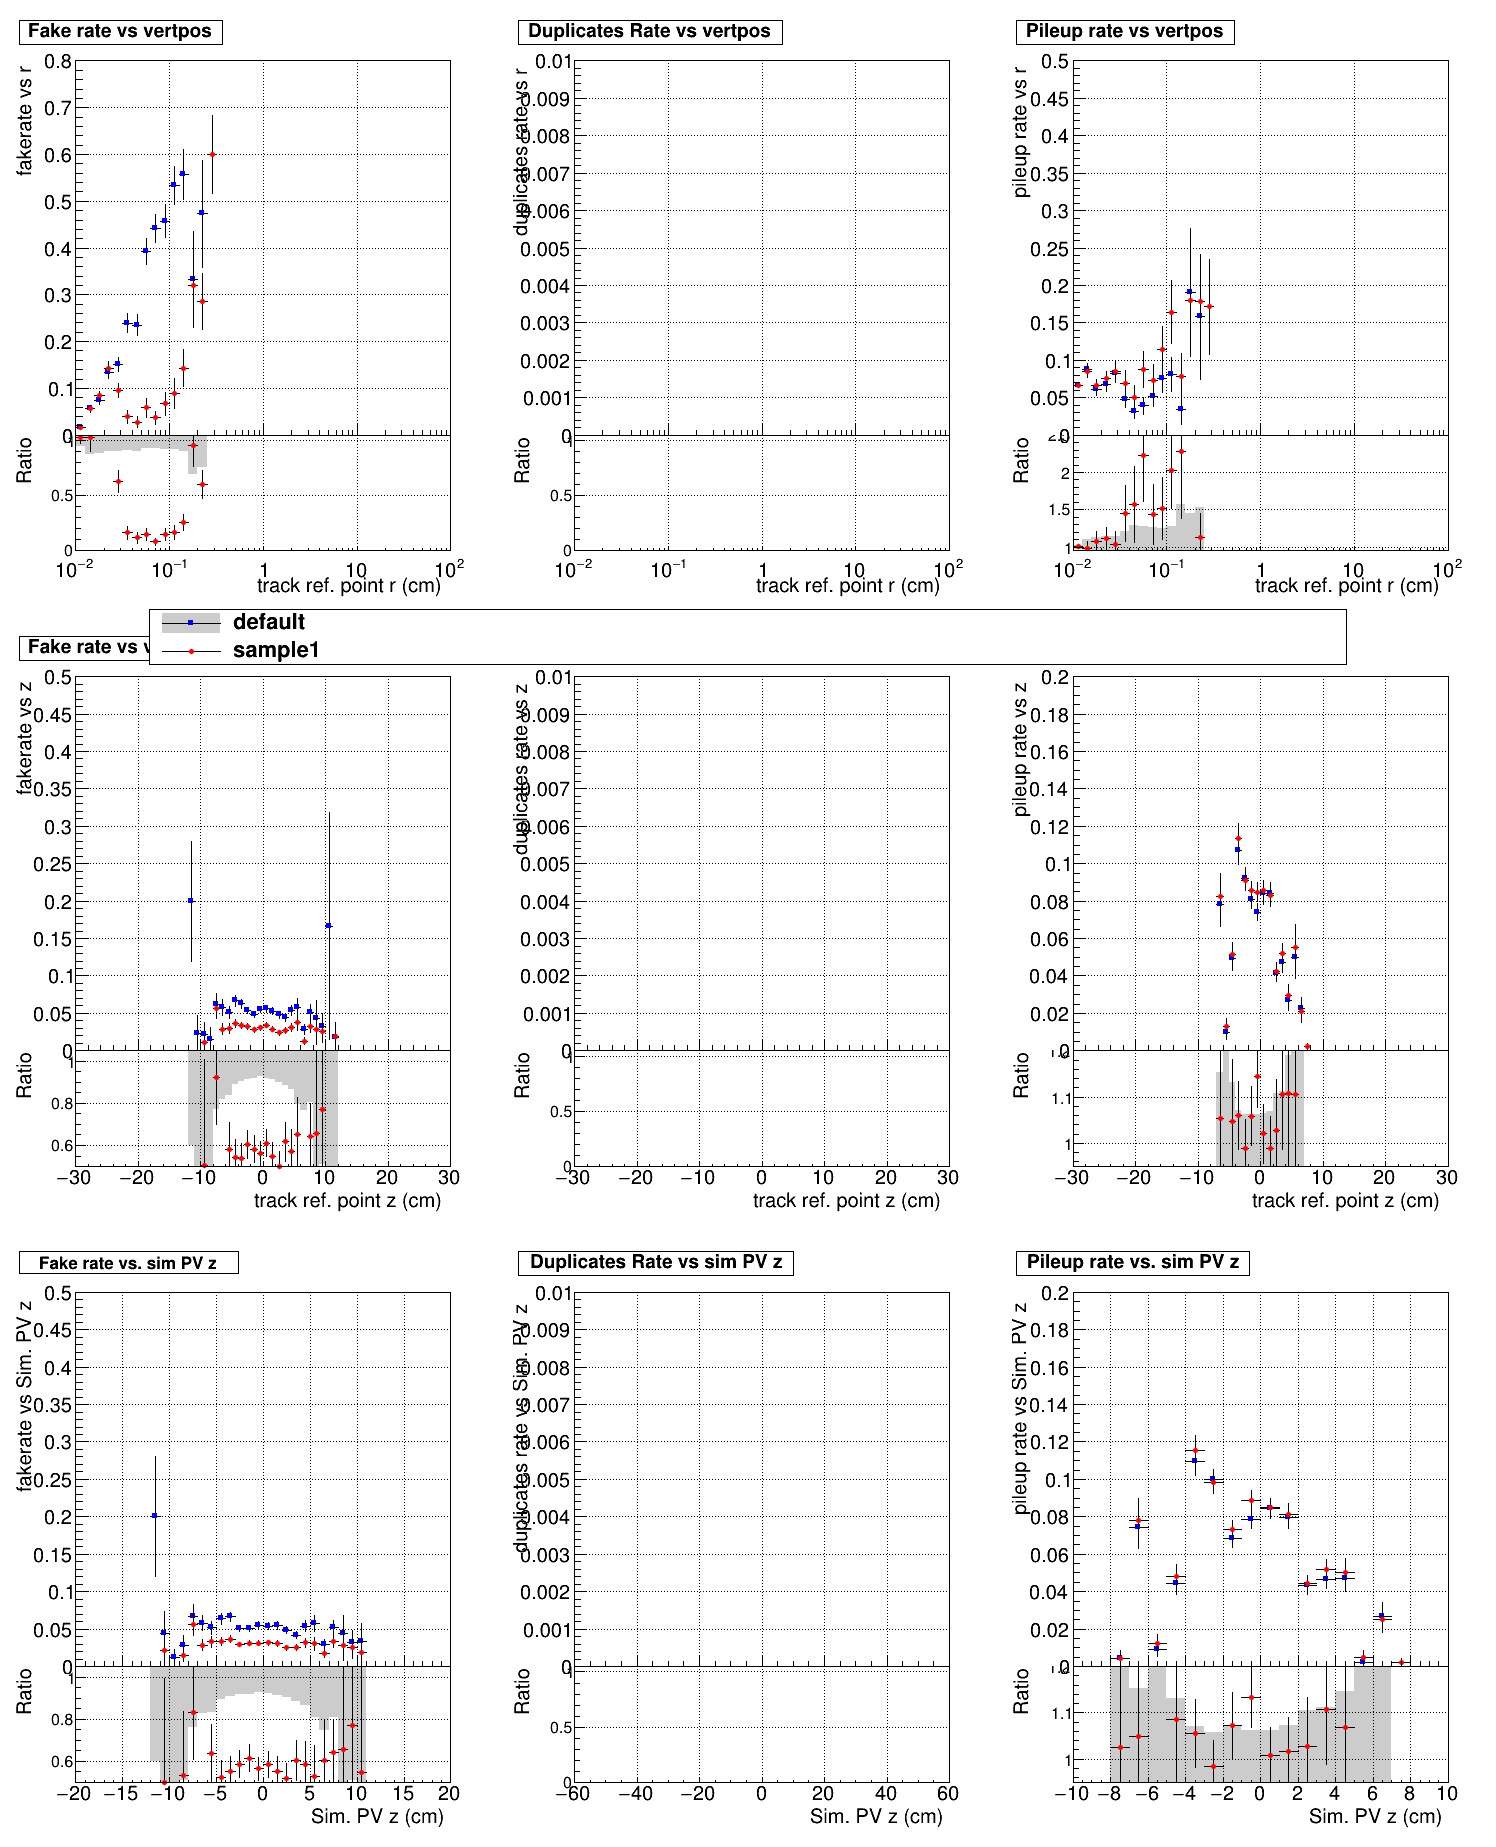 Fake rate vs vertpos
Duplicates Rate vs vertpos
Pileup rate vs vertpos
fakerate vs r
0.8
0.7
0.6
0.5
0.4
0.3
0.2
0.1
0
Ratio
0.5
0
10⁻² 10⁻¹ 1 10 10²
track ref. point r (cm)
duplicates rate vs r
0.01
0.009
0.008
0.007
0.006
0.005
0.004
0.003
0.002
0.001
0
Ratio
0.5
0
10⁻² 10⁻¹ 1 10 10²
track ref. point r (cm)
pileup rate vs r
0.5
0.45
0.4
0.35
0.3
0.25
0.2
0.15
0.1
0.05
0
Ratio
2
1.5
1
10⁻² 10⁻¹ 1 10 10²
track ref. point r (cm)
default
sample1
Fake rate vs
fakerate vs z
0.5
0.45
0.4
0.35
0.3
0.25
0.2
0.15
0.1
0.05
0
Ratio
1
0.8
0.6
−30 −20 −10 0 10 20 30
track ref. point z (cm)
duplicates rate vs z
0.01
0.009
0.008
0.007
0.006
0.005
0.004
0.003
0.002
0.001
0
Ratio
0.5
0
−30 −20 −10 0 10 20 30
track ref. point z (cm)
pileup rate vs z
0.2
0.18
0.16
0.14
0.12
0.1
0.08
0.06
0.04
0.02
0
Ratio
1.1
1
−30 −20 −10 0 10 20 30
track ref. point z (cm)
Fake rate vs. sim PV z
Duplicates Rate vs sim PV z
Pileup rate vs. sim PV z
fakerate vs Sim. PV z
0.5
0.45
0.4
0.35
0.3
0.25
0.2
0.15
0.1
0.05
0
Ratio
1
0.8
0.6
−20 −15 −10 −5 0 5 10 15 20
Sim. PV z (cm)
duplicates rate vs Sim. PV z
0.01
0.009
0.008
0.007
0.006
0.005
0.004
0.003
0.002
0.001
0
Ratio
0.5
0
−60 −40 −20 0 20 40 60
Sim. PV z (cm)
pileup rate vs Sim. PV z
0.2
0.18
0.16
0.14
0.12
0.1
0.08
0.06
0.04
0.02
0
Ratio
1.1
1
−10 −8 −6 −4 −2 0 2 4 6 8 10
Sim. PV z (cm)